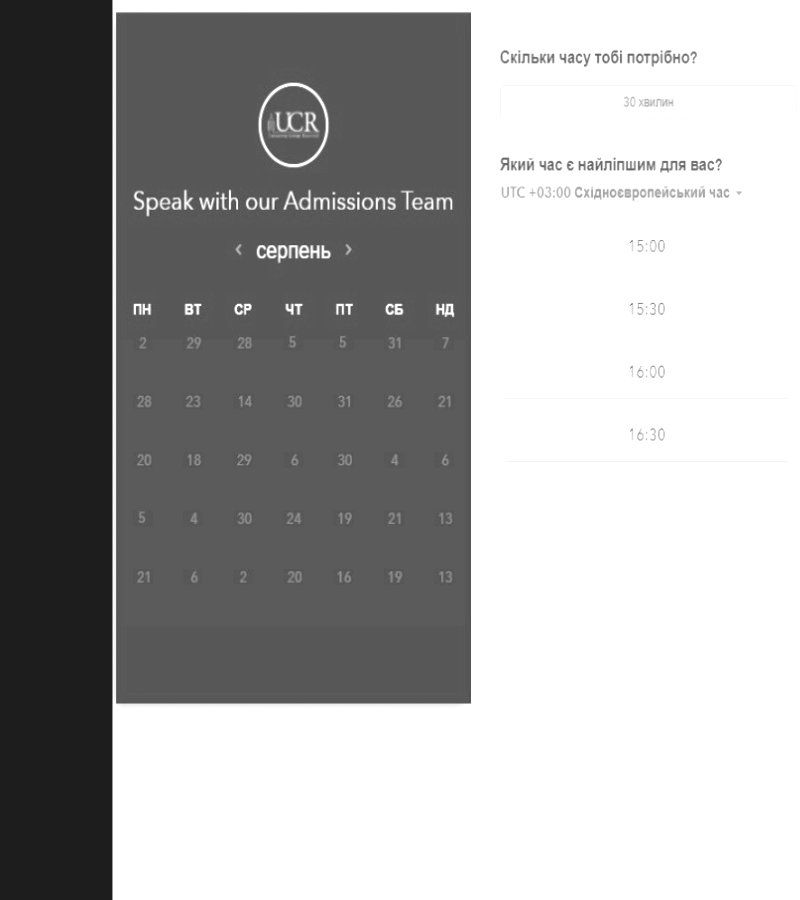 UCR
Speak with our Admissions Team
< серпень >
ПН ВТ СР ЧТ ПТ СБ НД
2 29 28 5 5 31 7
28 23 14 30 31 26 21
20 18 29 6 30 4 6
5 4 30 24 19 21 13
21 6 2 20 16 19 13
Скільки часу тобі потрібно?
30 хвилин
Який час є найліпшим для вас?
UTC +03:00 Східноєвропейський час
15:00
15:30
16:00
16:30